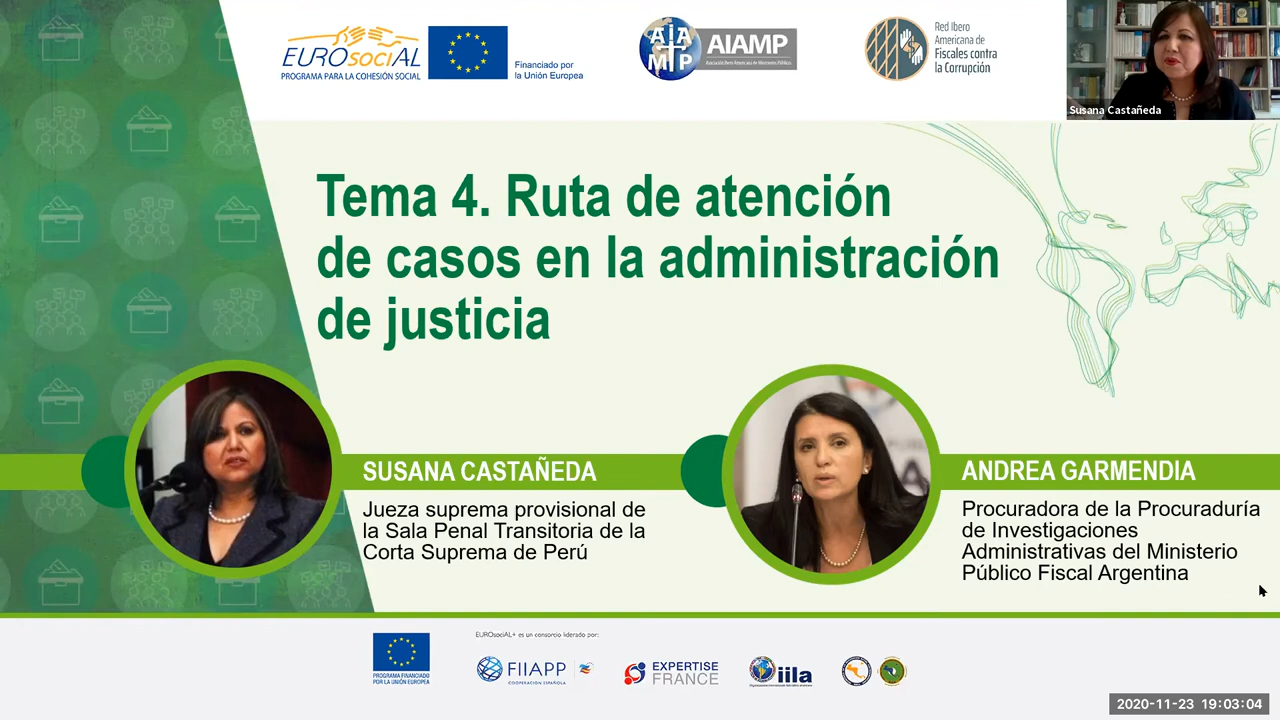 EUROsociAL
PROGRAMA PARA LA COHESIÓN SOCIAL
Financiado por
la Unión Europea
AIAMP
AIAMP
Red Ibero
Americana de
Fiscales contra
la Corrupción
Susana Castañeda
Tema 4. Ruta de atención
de casos en la administración
de justicia
SUSANA CASTAÑEDA
Jueza suprema provisional de
la Sala Penal Transitoria de la
Corta Suprema de Perú
ANDREA GARMENDIA
Procuradora de la Procuraduría
de Investigaciones
Administrativas del Ministerio
Público Fiscal Argentina
PROGRAMA FINANCIADO
POR LA UNIÓN EUROPEA
EUROsociAL+ es un consorcio liderado por:
FIIAPP
COOPERACIÓN ESPAÑOLA
EXPERTISE
FRANCE
iila
2020-11-23 19:03:04